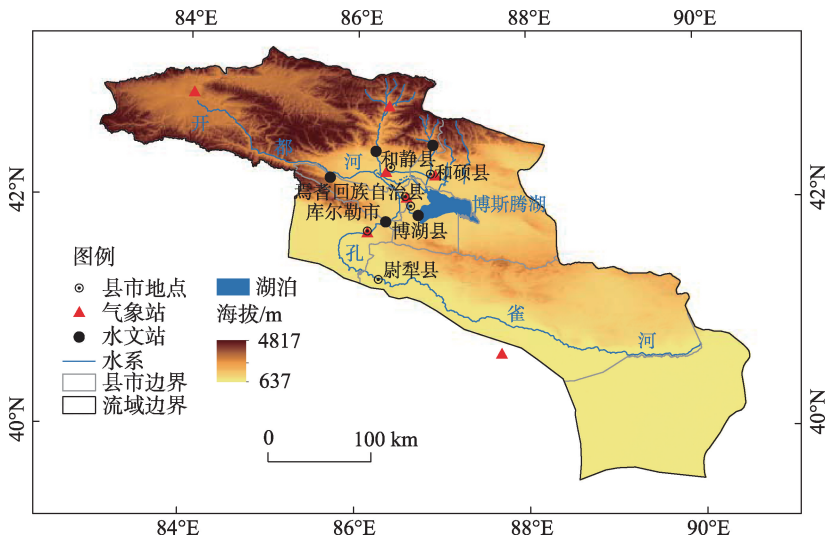 84°E 86°E 88°E 90°E
42°N
40°N
42°N
40°N
开
都
河
和静县
和硕县
焉耆回族自治县
库尔勒市
博斯腾湖
博湖县
孔
尉犁县
雀
河
图例
县市地点
气象站
水文站
水系
县市边界
流域边界
湖泊
海拔/m
4817
637
0 100 km
84°E 86°E 88°E 90°E